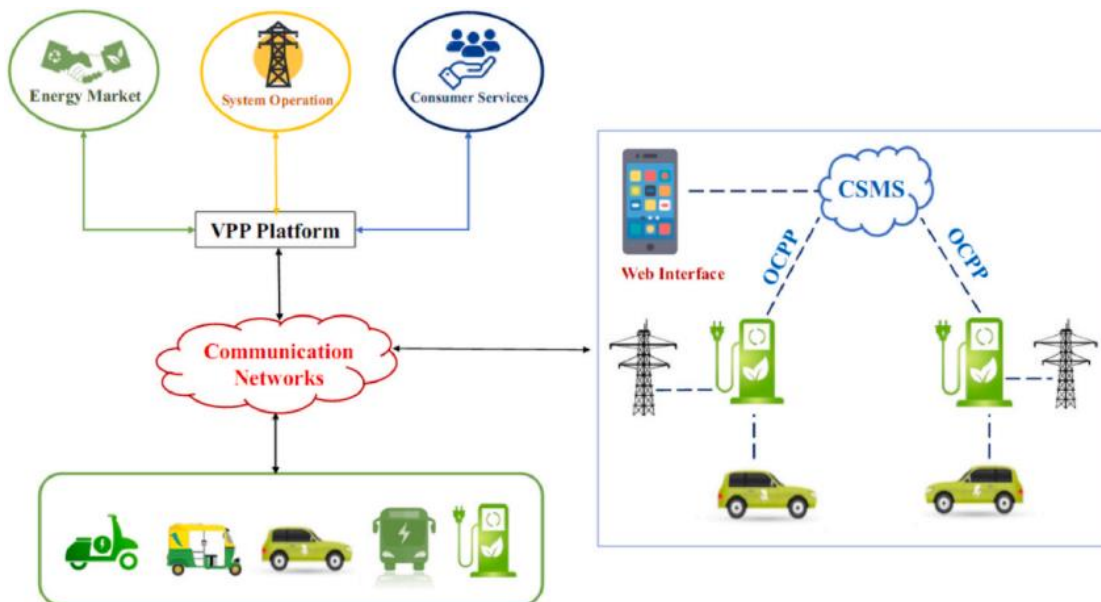 Energy Market
System Operation
Consumer Services
VPP Platform
Communication
Networks
CSMS
Web Interface
OCPP
OCPP